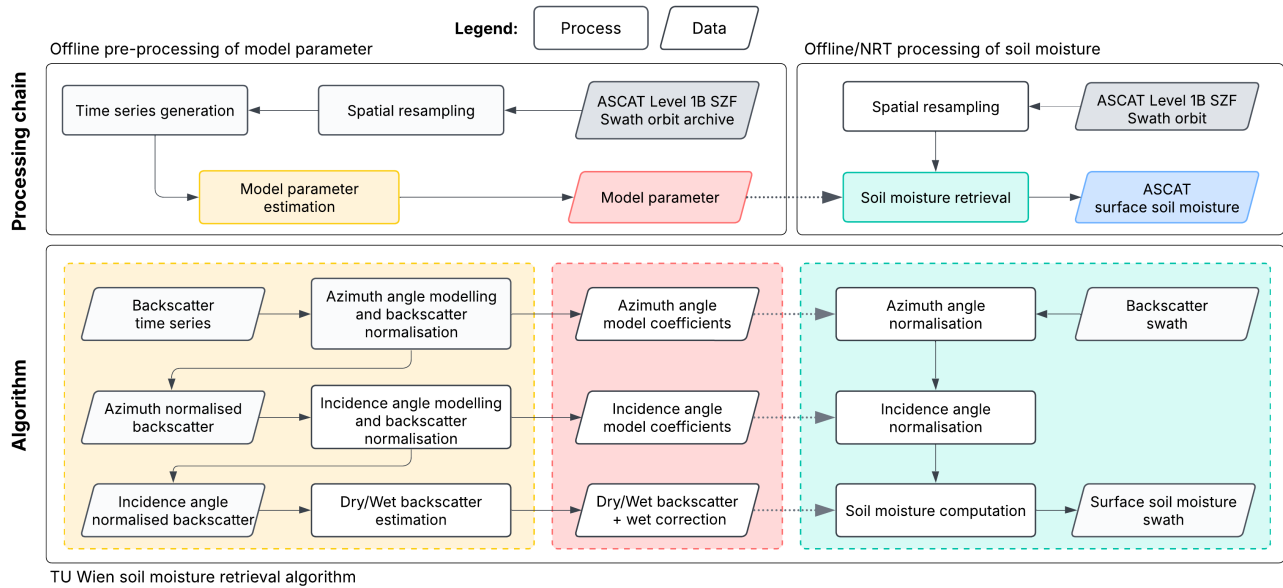 Legend:
Process
Data
Offline pre-processing of model parameter
Offline/NRT processing of soil moisture
Processing chain
Time series generation
Spatial resampling
ASCAT Level 1B SZF
Swath orbit archive
Model parameter
estimation
Model parameter
Spatial resampling
ASCAT Level 1B SZF
Swath orbit
Soil moisture retrieval
ASCAT
surface soil moisture
Algorithm
Backscatter
time series
Azimuth angle modelling
and backscatter
normalisation
Azimuth angle
model coefficients
Azimuth angle
normalisation
Backscatter
swath
Azimuth normalised
backscatter
Incidence angle modelling
and backscatter
normalisation
Incidence angle
model coefficients
Incidence angle
normalisation
Incidence angle
normalised backscatter
Dry/Wet backscatter
estimation
Dry/Wet backscatter
+ wet correction
Soil moisture computation
Surface soil moisture
swath
TU Wien soil moisture retrieval algorithm